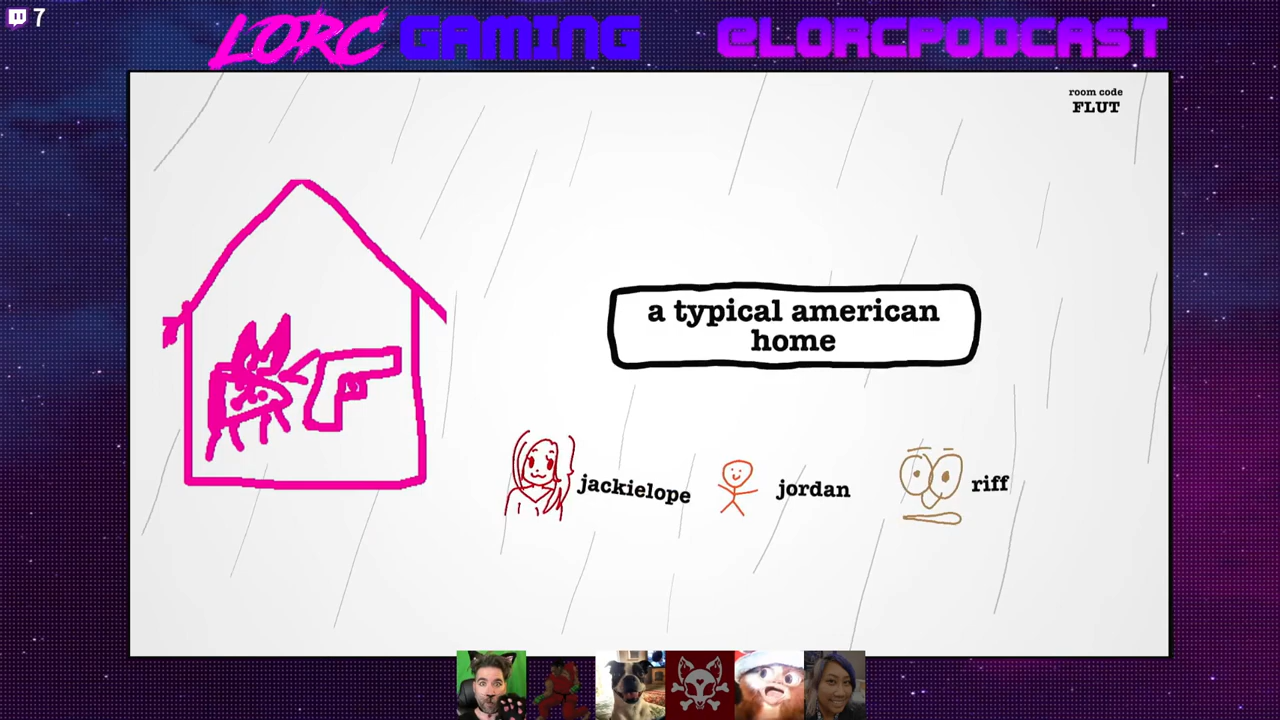 7
LORC GAMING
@LORCPODCAST
room code
FLUT
a typical american
home
jackielope
jordan
riff